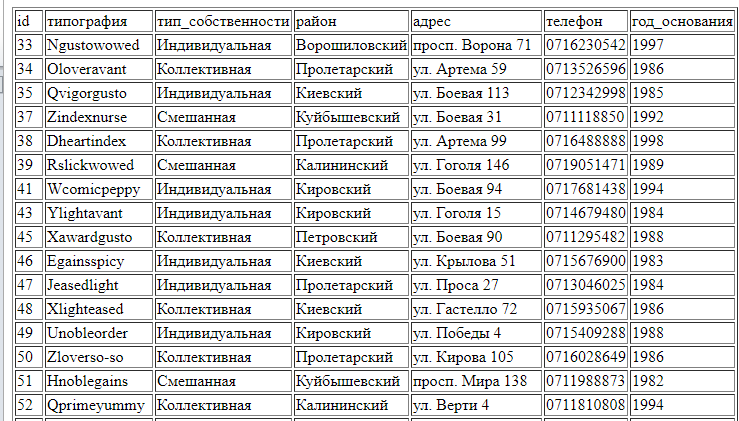 id типография тип_собственности район адрес телефон год_основания
33 Ngustowowed Индивидуальная Ворошиловский просп. Ворона 71 0716230542 1997
34 Oloveravant Коллективная Пролетарский ул. Артема 59 0713526596 1986
35 Qvigorgusto Индивидуальная Киевский ул. Боевая 113 0712342998 1985
37 Zindexnurse Смешанная Куйбышевский ул. Боевая 31 0711118850 1992
38 Dheartindex Коллективная Пролетарский ул. Артема 99 0716488888 1998
39 Rslickwowed Смешанная Калининский ул. Гоголя 146 0719051471 1989
41 Wcomicpeppy Индивидуальная Кировский ул. Боевая 94 0717681438 1994
43 Ylightavant Индивидуальная Кировский ул. Гоголя 15 0714679480 1984
45 Xawardgusto Коллективная Петровский ул. Боевая 90 0711295482 1988
46 Egainsspicy Индивидуальная Киевский ул. Крылова 51 0715676900 1983
47 Jeasedlight Индивидуальная Пролетарский ул. Проса 27 0713046025 1984
48 Xlighteased Коллективная Киевский ул. Гастелло 72 0715935067 1986
49 Unobleorder Индивидуальная Кировский ул. Победы 4 0715409288 1988
50 Zloverso-so Коллективная Пролетарский ул. Кирова 105 0716028649 1986
51 Hnoblegains Смешанная Куйбышевский просп. Мира 138 0711988873 1982
52 Qprimeyummy Коллективная Калининский ул. Верти 4 0711810808 1994